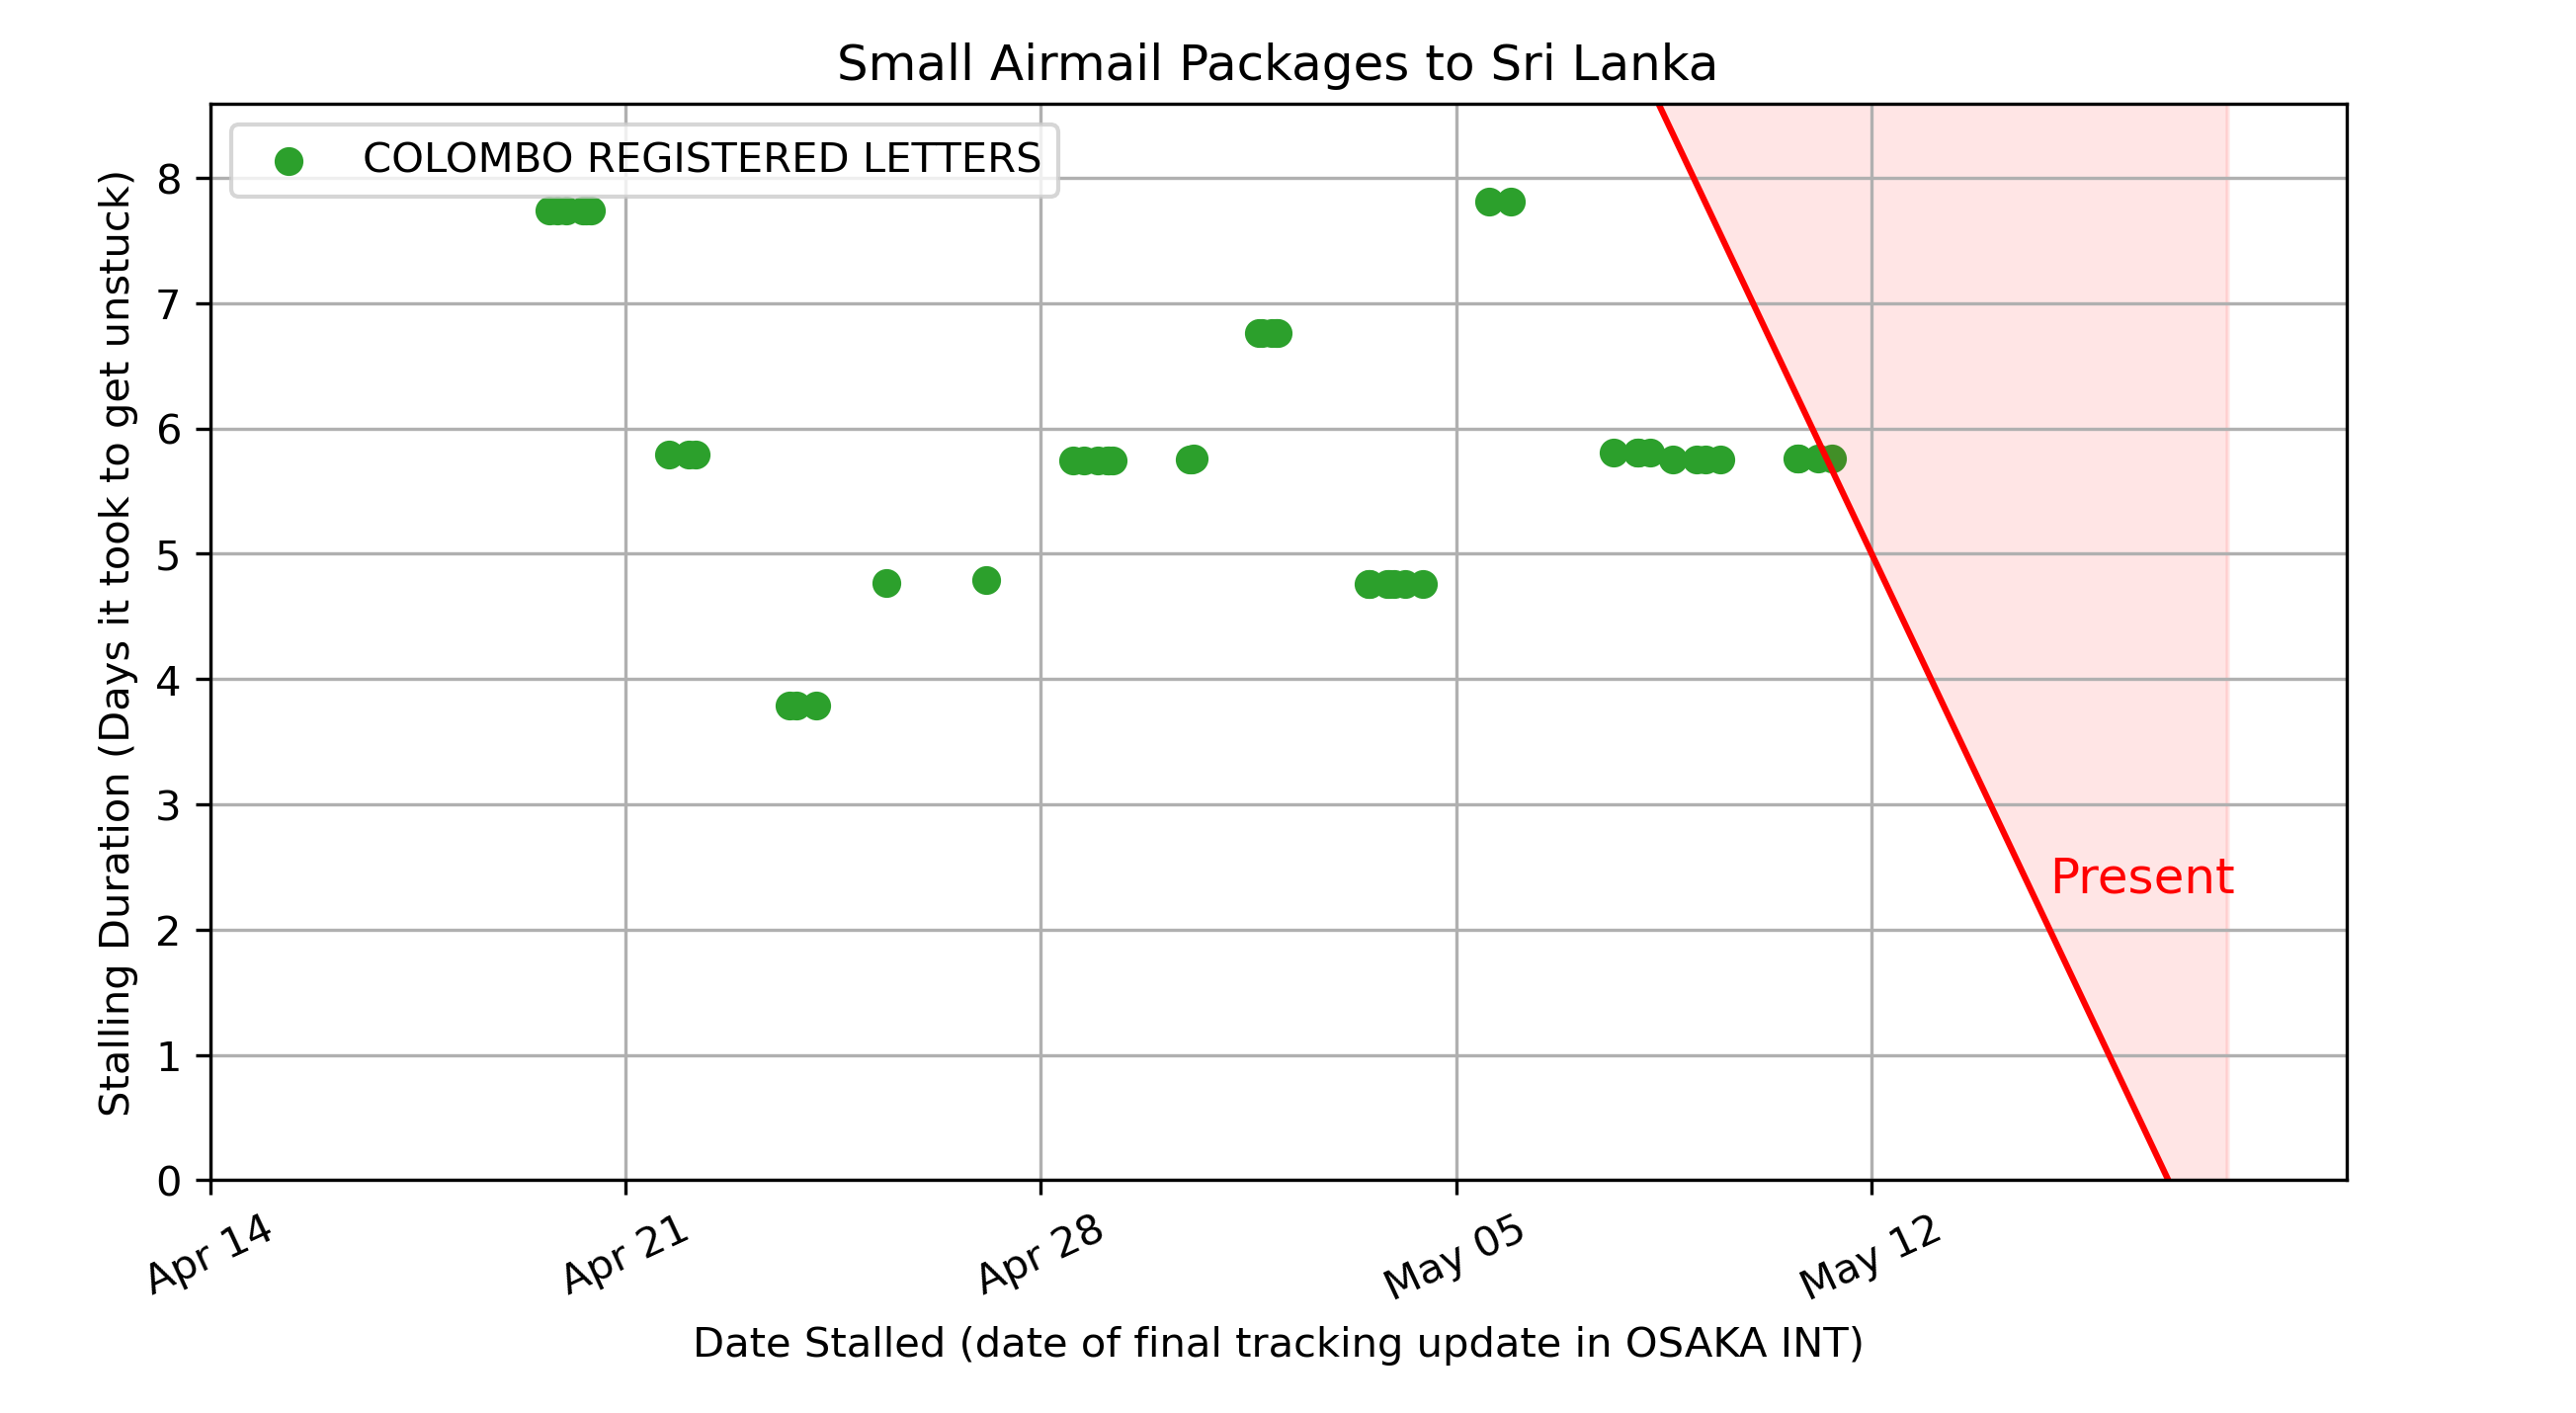 Small Airmail Packages to Sri Lanka
COLOMBO REGISTERED LETTERS
Stalling Duration (Days it took to get unstuck)
8
7
6
5
4
3
2
1
0
Present
Apr 14
Apr 21
Apr 28
May 05
May 12
Date Stalled (date of final tracking update in OSAKA INT)